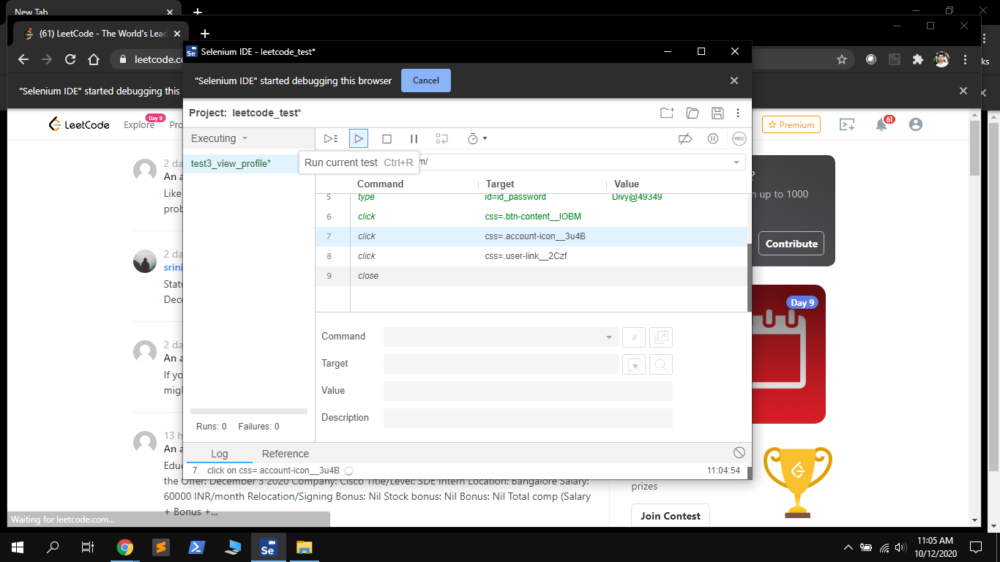 New Tab
(61) LeetCode - The World's Lead
leetcode.co
Selenium IDE - leetcode_test*
"Selenium IDE" started debugging this browser
Cancel
"Selenium IDE" started debugging this
Project: leetcode_test*
LeetCode
Explore
Day 9
Premium
61
Executing
REC
test3_view_profile*
Run current test Ctrl+R
m/
Command Target Value
5 type id=id_password Divy@49349
6 click css=.btn-content__lOBM
7 click css=.account-icon__3u4B
8 click css=.user-link__2Czf
9 close
Command
//
Target
Value
Description
Runs: 0 Failures: 0
Log Reference
7. click on css=.account-icon__3u4B 11:04:54
2 da
An a
Like
prob
2 da
srini
Statu
Dece
2 da
An a
If yo
migh
13 h
An a
Educ
the Offer: December 3 2020 Company: Cisco Title/Level: SDE Intern Location: Bangalore Salary:
60000 INR/month Relocation/Signing Bonus: Nil Stock bonus: Nil Bonus: Nil Total comp (Salary
+ Bonus +...
?
n up to 1000
Contribute
Day 9
prizes
Join Contest
Waiting for leetcode.com...
Se
11:05 AM
10/12/2020